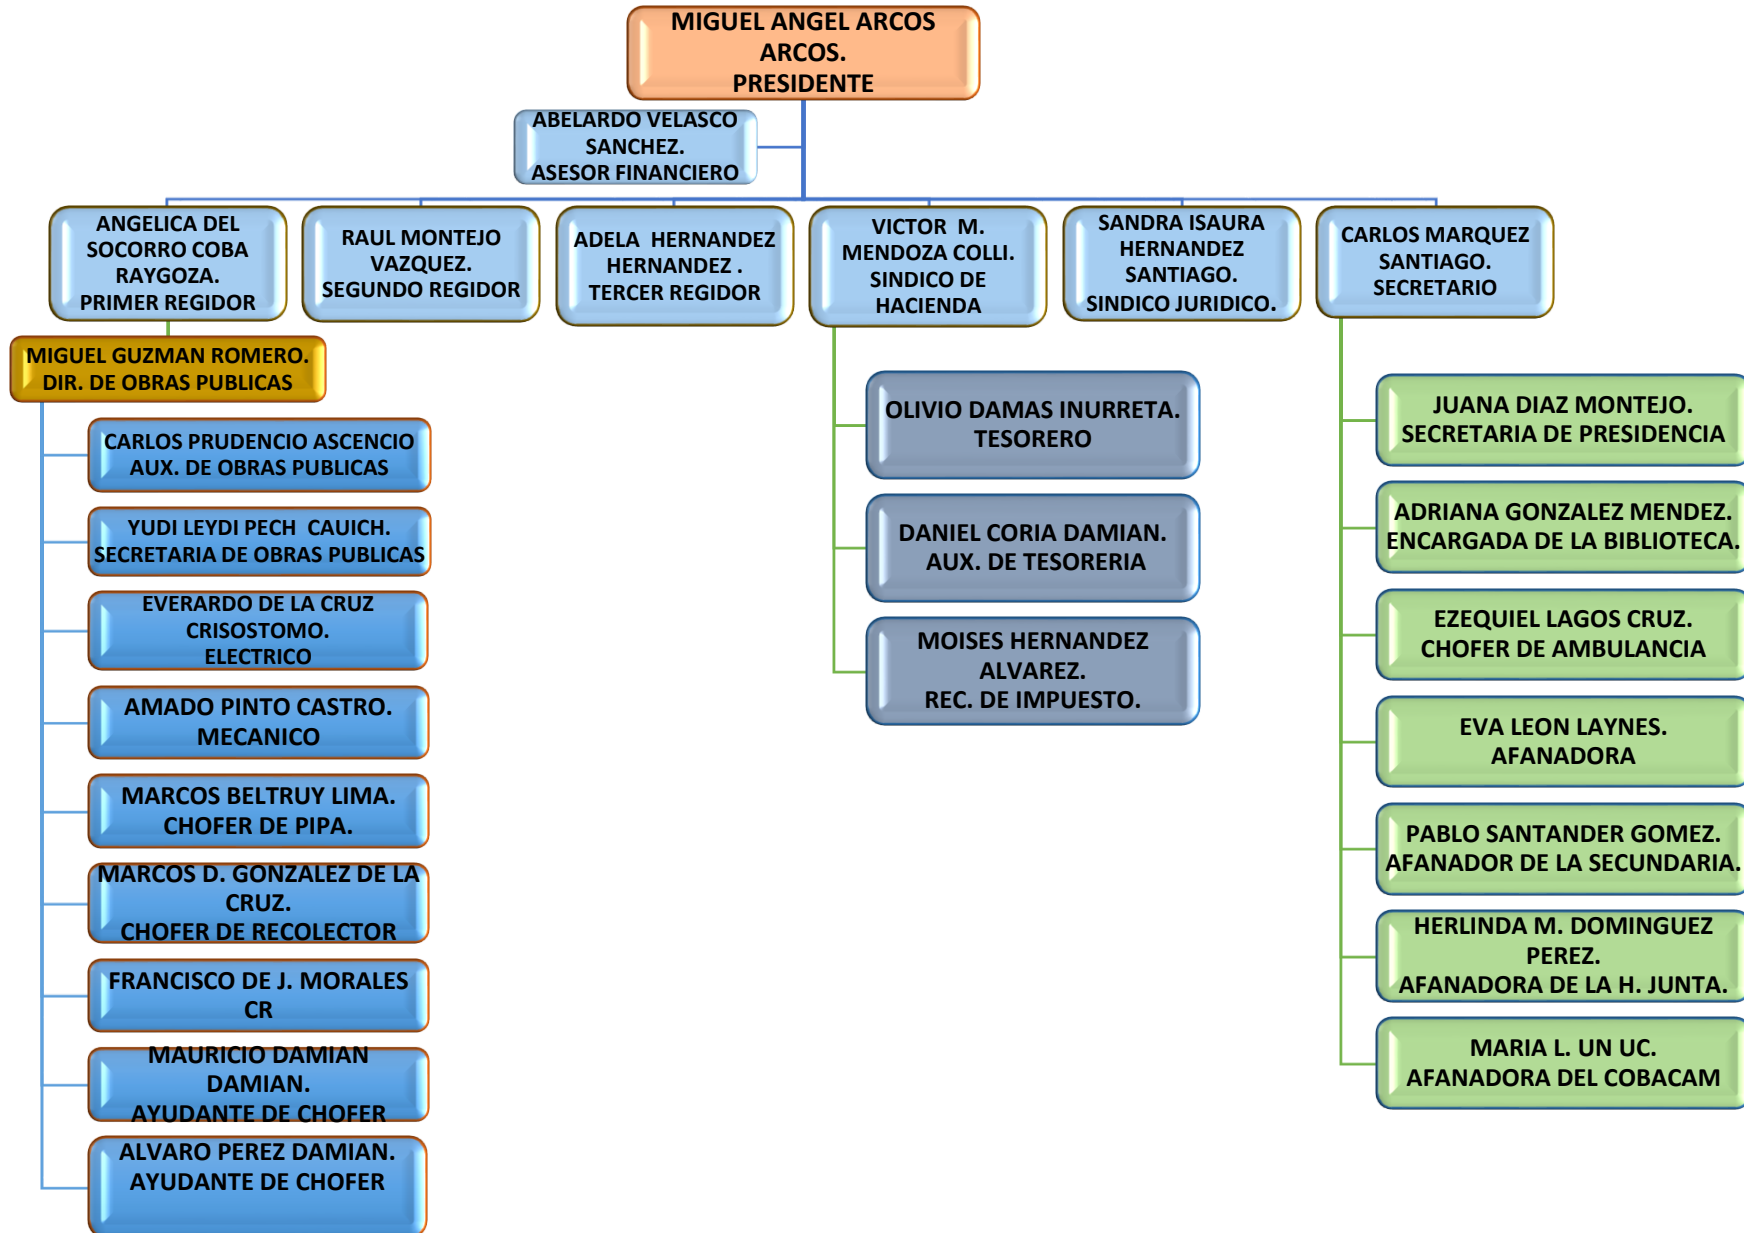 MIGUEL ANGEL ARCOS
ARCOS.
PRESIDENTE
ABELARDO VELASCO
SANCHEZ.
ASESOR FINANCIERO
ANGELICA DEL
SOCORRO COBA
RAYGOZA.
PRIMER REGIDOR
RAUL MONTEJO
VAZQUEZ.
SEGUNDO REGIDOR
ADELA  HERNANDEZ
HERNANDEZ .
TERCER REGIDOR
VICTOR  M.
MENDOZA COLLI.
SINDICO DE
HACIENDA
SANDRA ISAURA
HERNANDEZ
SANTIAGO.
SINDICO JURIDICO.
CARLOS MARQUEZ
SANTIAGO.
SECRETARIO
MIGUEL GUZMAN ROMERO.
DIR. DE OBRAS PUBLICAS
CARLOS PRUDENCIO ASCENCIO
AUX. DE OBRAS PUBLICAS
YUDI LEYDI PECH  CAUICH.
SECRETARIA DE OBRAS PUBLICAS
EVERARDO DE LA CRUZ
CRISOSTOMO.
ELECTRICO
AMADO PINTO CASTRO.
MECANICO
MARCOS BELTRUY LIMA.
CHOFER DE PIPA.
MARCOS D. GONZALEZ DE LA
CRUZ.
CHOFER DE RECOLECTOR
FRANCISCO DE J. MORALES
CR
MAURICIO DAMIAN
DAMIAN.
AYUDANTE DE CHOFER
ALVARO PEREZ DAMIAN.
AYUDANTE DE CHOFER
OLIVIO DAMAS INURRETA.
TESORERO
DANIEL CORIA DAMIAN.
AUX. DE TESORERIA
MOISES HERNANDEZ
ALVAREZ.
REC. DE IMPUESTO.
JUANA DIAZ MONTEJO.
SECRETARIA DE PRESIDENCIA
ADRIANA GONZALEZ MENDEZ.
ENCARGADA DE LA BIBLIOTECA.
EZEQUIEL LAGOS CRUZ.
CHOFER DE AMBULANCIA
EVA LEON LAYNES.
AFANADORA
PABLO SANTANDER GOMEZ.
AFANADOR DE LA SECUNDARIA.
HERLINDA M. DOMINGUEZ
PEREZ.
AFANADORA DE LA H. JUNTA.
MARIA L. UN UC.
AFANADORA DEL COBACAM